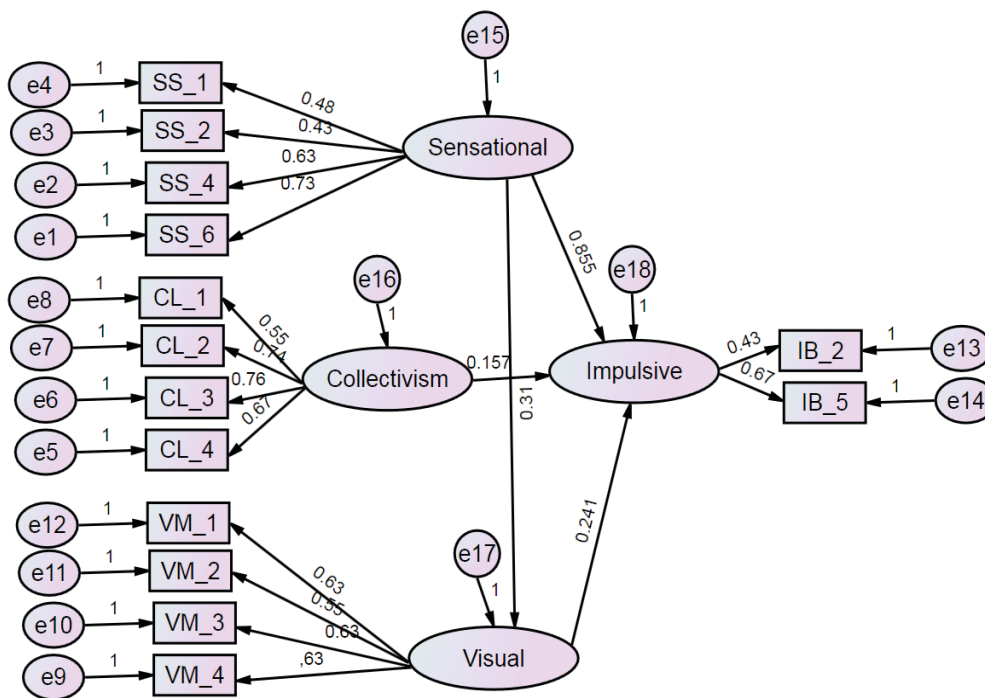 e15
1
e4
1
SS_1
0.48
e3
1
SS_2
0.43
Sensational
e2
1
SS_4
0.63
0.73
e1
1
SS_6
0.855
e16
1
e18
1
e8
1
CL_1
0.55
e7
1
CL_2
0.74
0.157
0.43
IB_2
1
e13
Collectivism
Impulsive
e6
1
CL_3
0.76
0.67
0.31
0.67
IB_5
1
e14
e5
1
CL_4
e12
1
VM_1
0.63
0.241
e17
1
e11
1
VM_2
0.55
e10
1
VM_3
0.63
Visual
e9
1
VM_4
,63